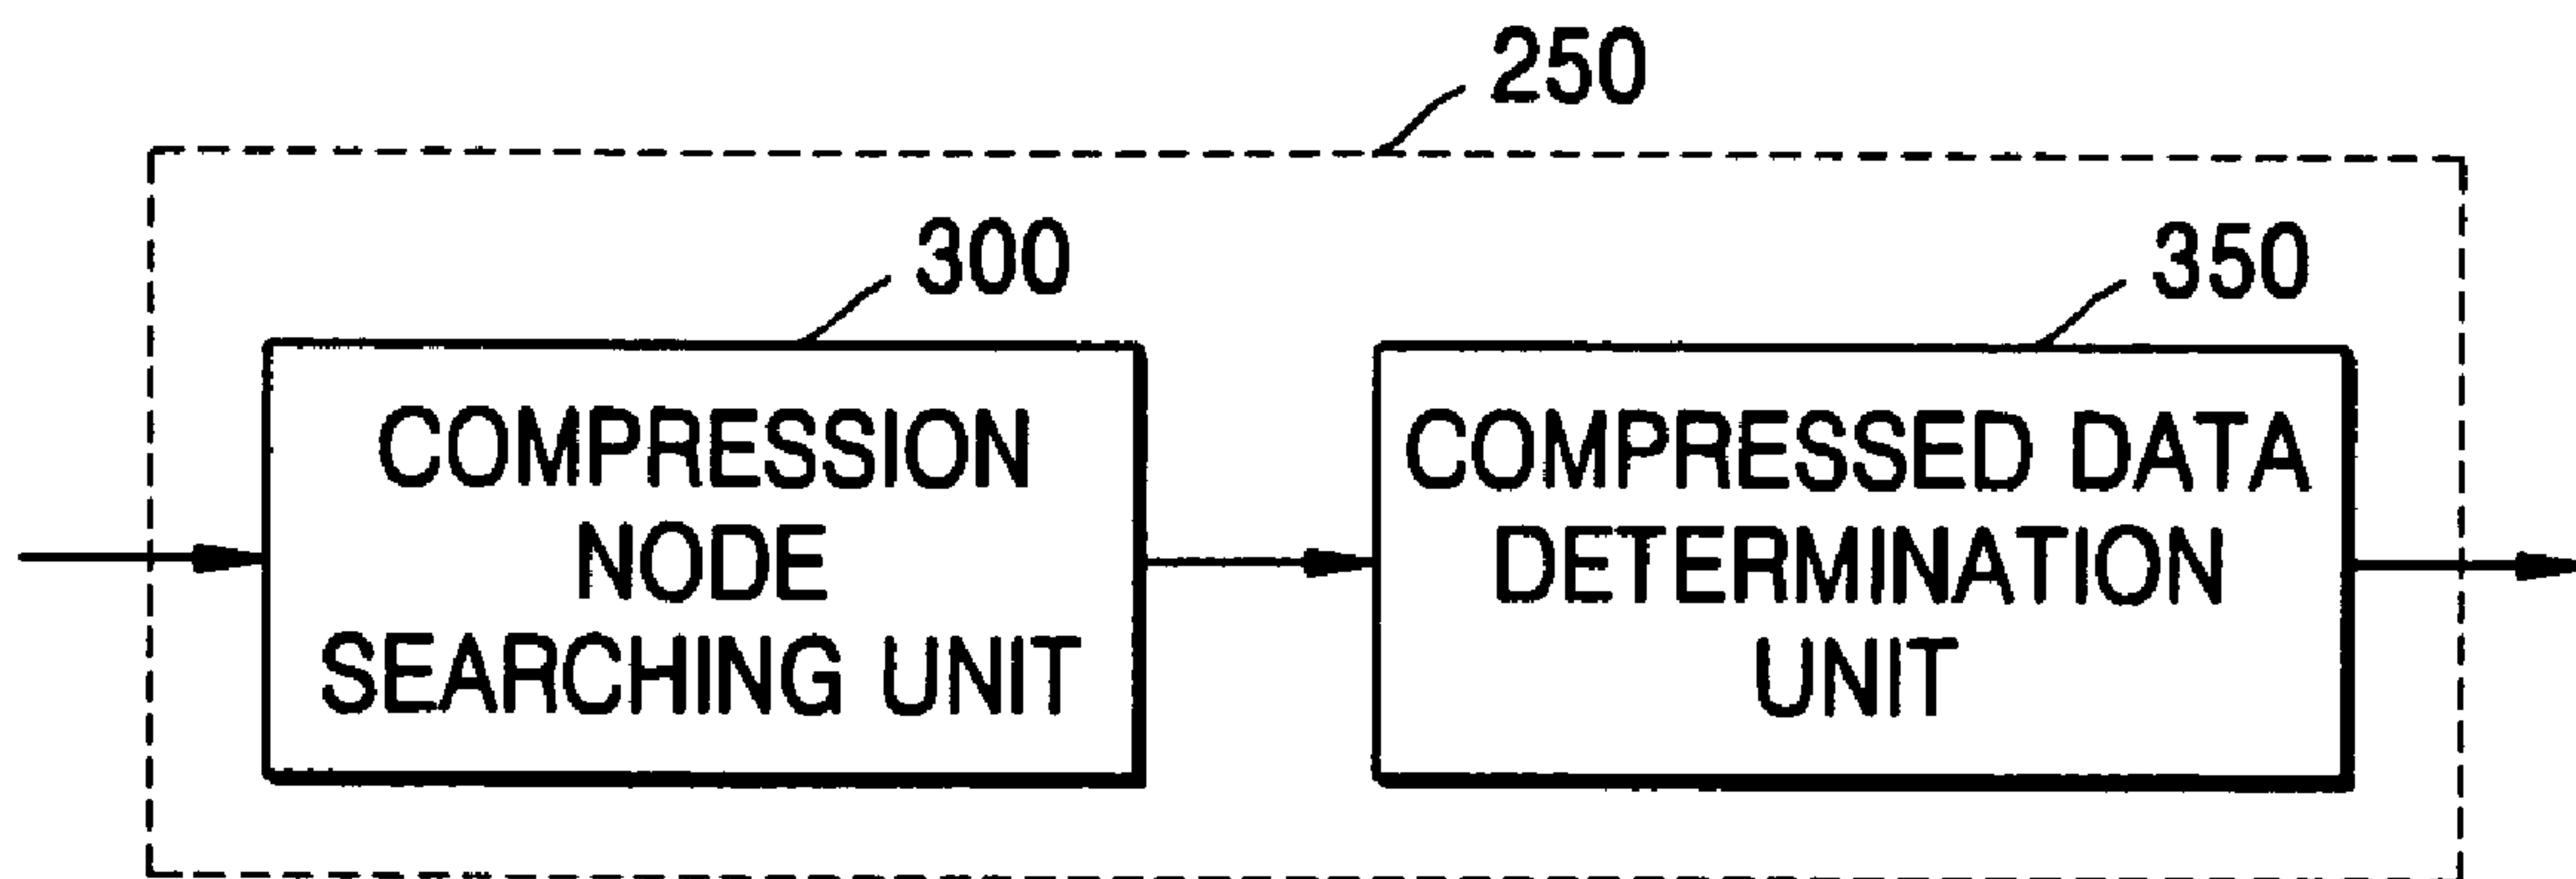 250
300
350
COMPRESSION
NODE
SEARCHING UNIT
COMPRESSED DATA
DETERMINATION
UNIT